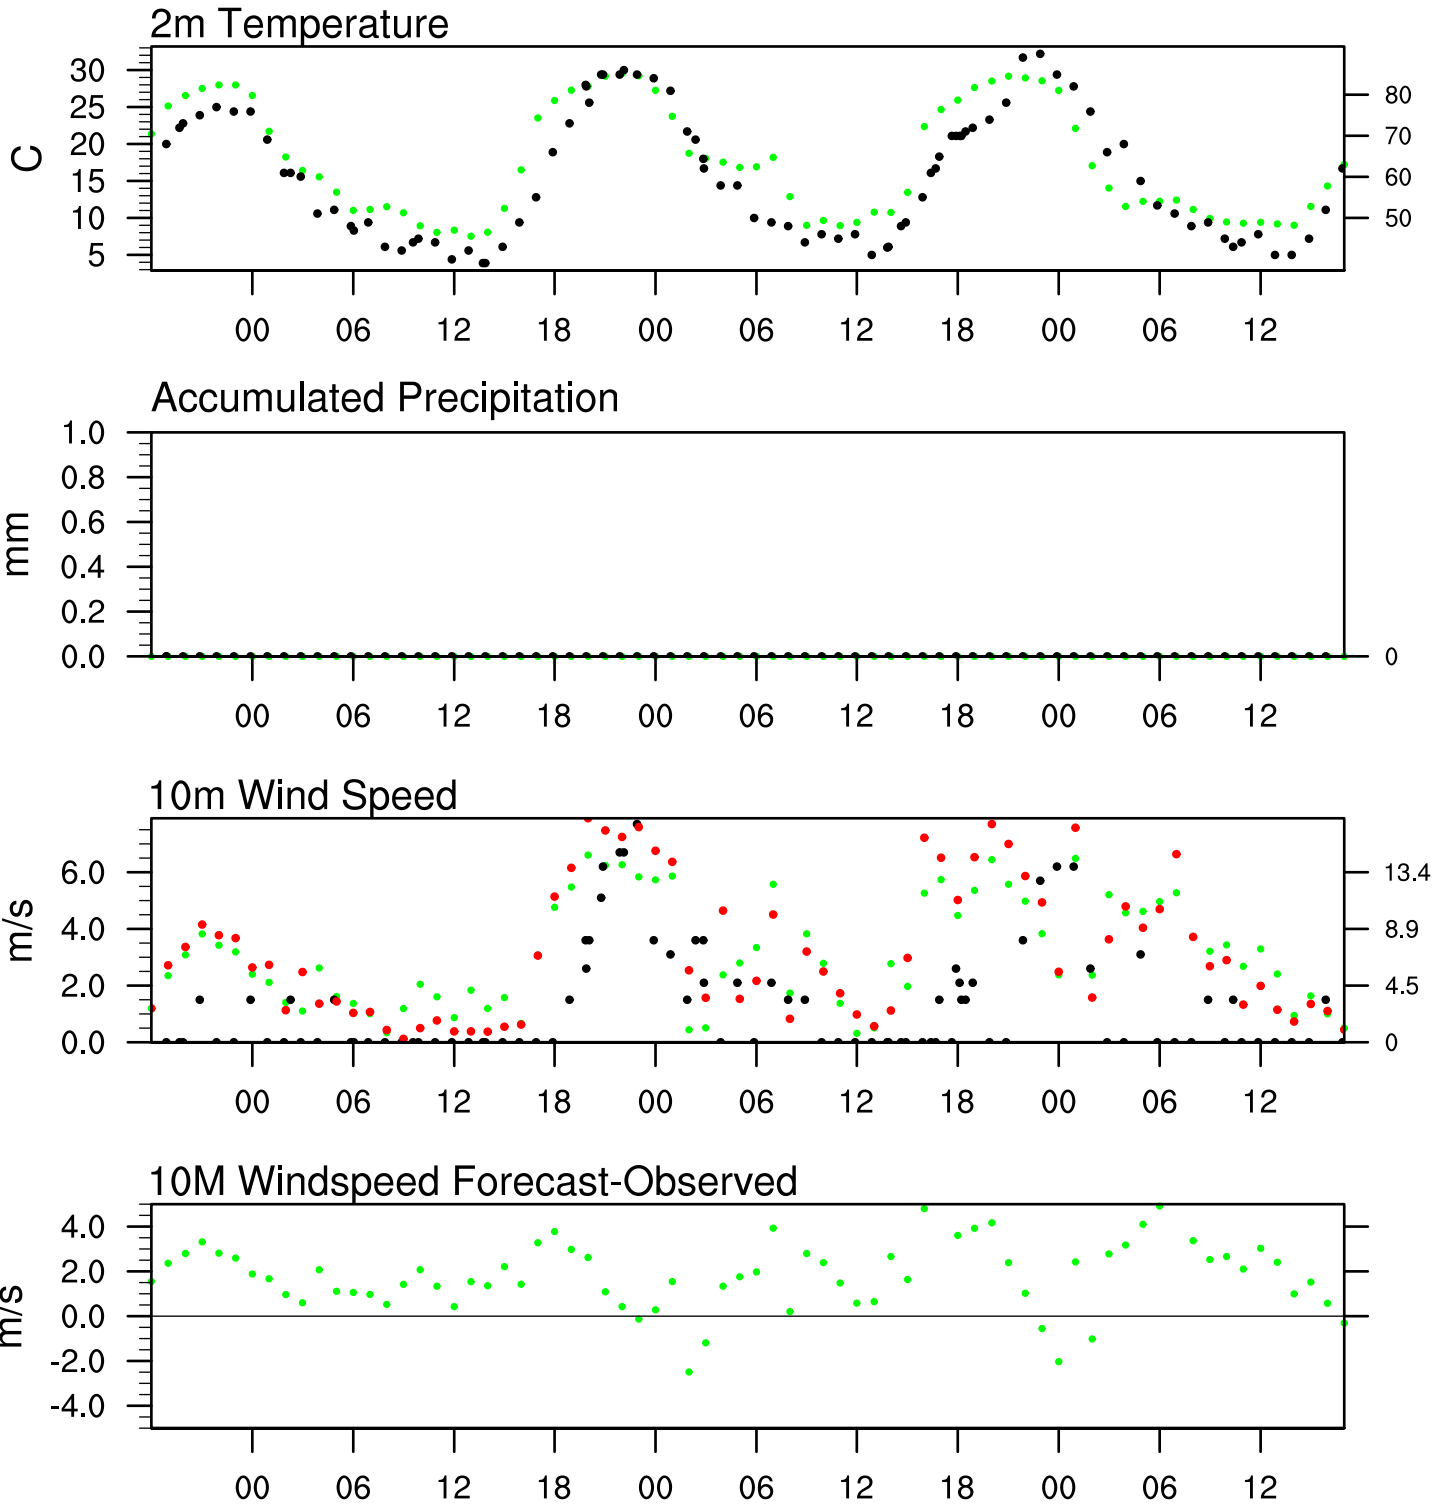 2m Temperature
30
25
20
15
10
5
C
80
70
60
50
00 06 12 18 00 06 12 18 00 06 12
Accumulated Precipitation
1.0
0.8
0.6
0.4
0.2
0.0
mm
0
00 06 12 18 00 06 12 18 00 06 12
10m Wind Speed
6.0
4.0
2.0
0.0
m/s
13.4
8.9
4.5
0
00 06 12 18 00 06 12 18 00 06 12
10M Windspeed Forecast-Observed
4.0
2.0
0.0
-2.0
-4.0
m/s
00 06 12 18 00 06 12 18 00 06 12